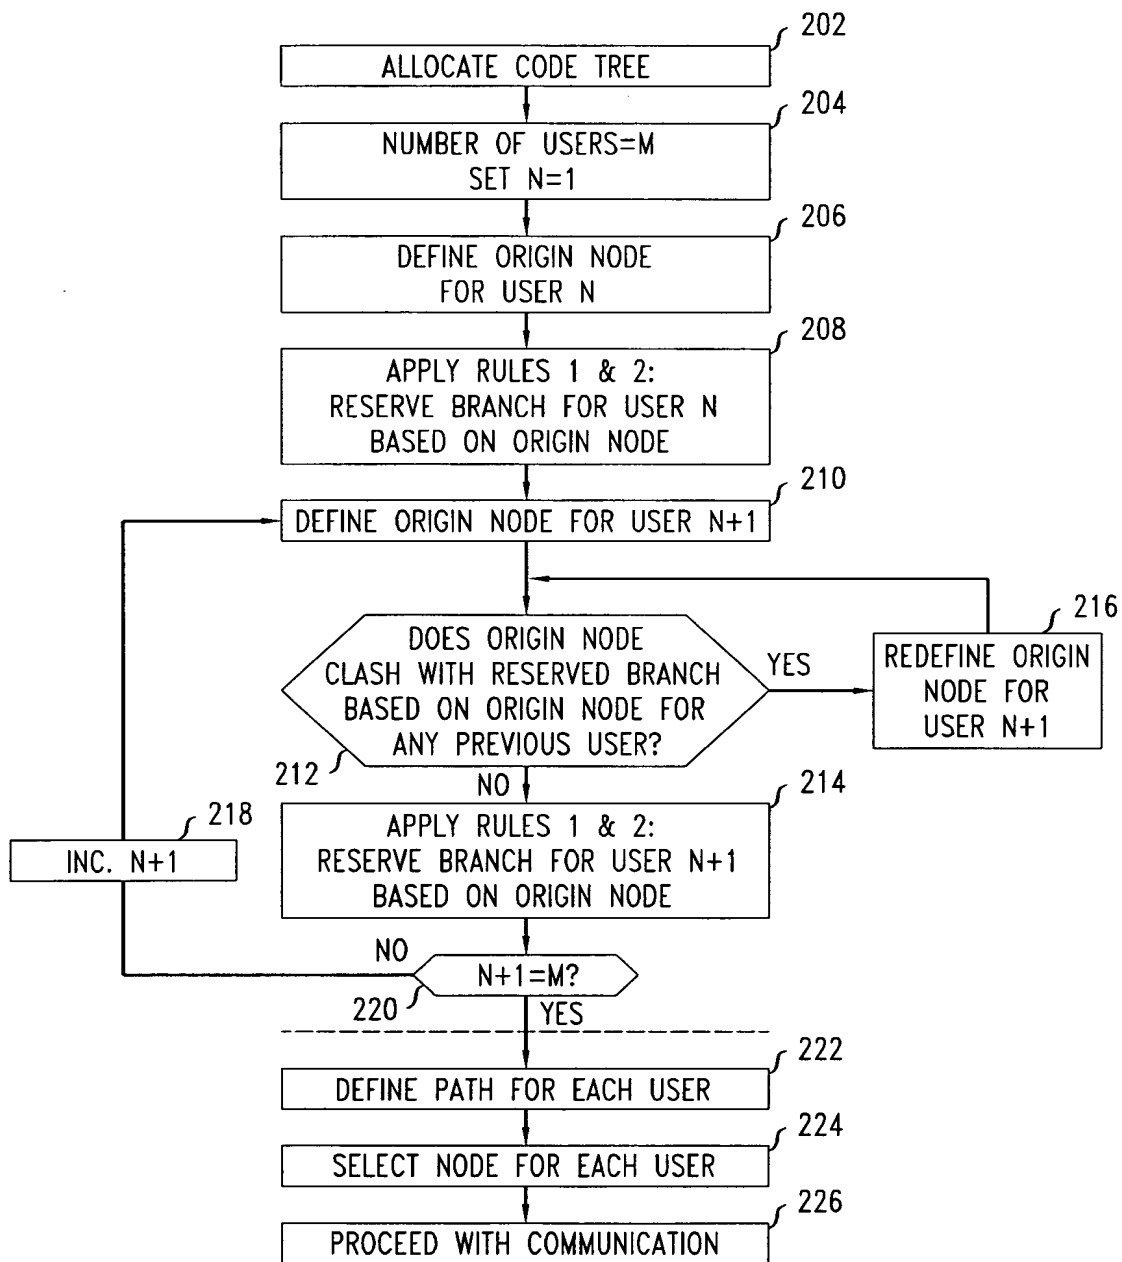 202
ALLOCATE CODE TREE
204
NUMBER OF USERS=M
SET N=1
206
DEFINE ORIGIN NODE
FOR USER N
208
APPLY RULES 1 & 2:
RESERVE BRANCH FOR USER N
BASED ON ORIGIN NODE
210
DEFINE ORIGIN NODE FOR USER N+1
DOES ORIGIN NODE
CLASH WITH RESERVED BRANCH
BASED ON ORIGIN NODE FOR
ANY PREVIOUS USER?
212
YES
216
REDEFINE ORIGIN
NODE FOR
USER N+1
NO
214
APPLY RULES 1 & 2:
RESERVE BRANCH FOR USER N+1
BASED ON ORIGIN NODE
218
INC. N+1
NO
N+1=M?
220
YES
222
DEFINE PATH FOR EACH USER
224
SELECT NODE FOR EACH USER
226
PROCEED WITH COMMUNICATION